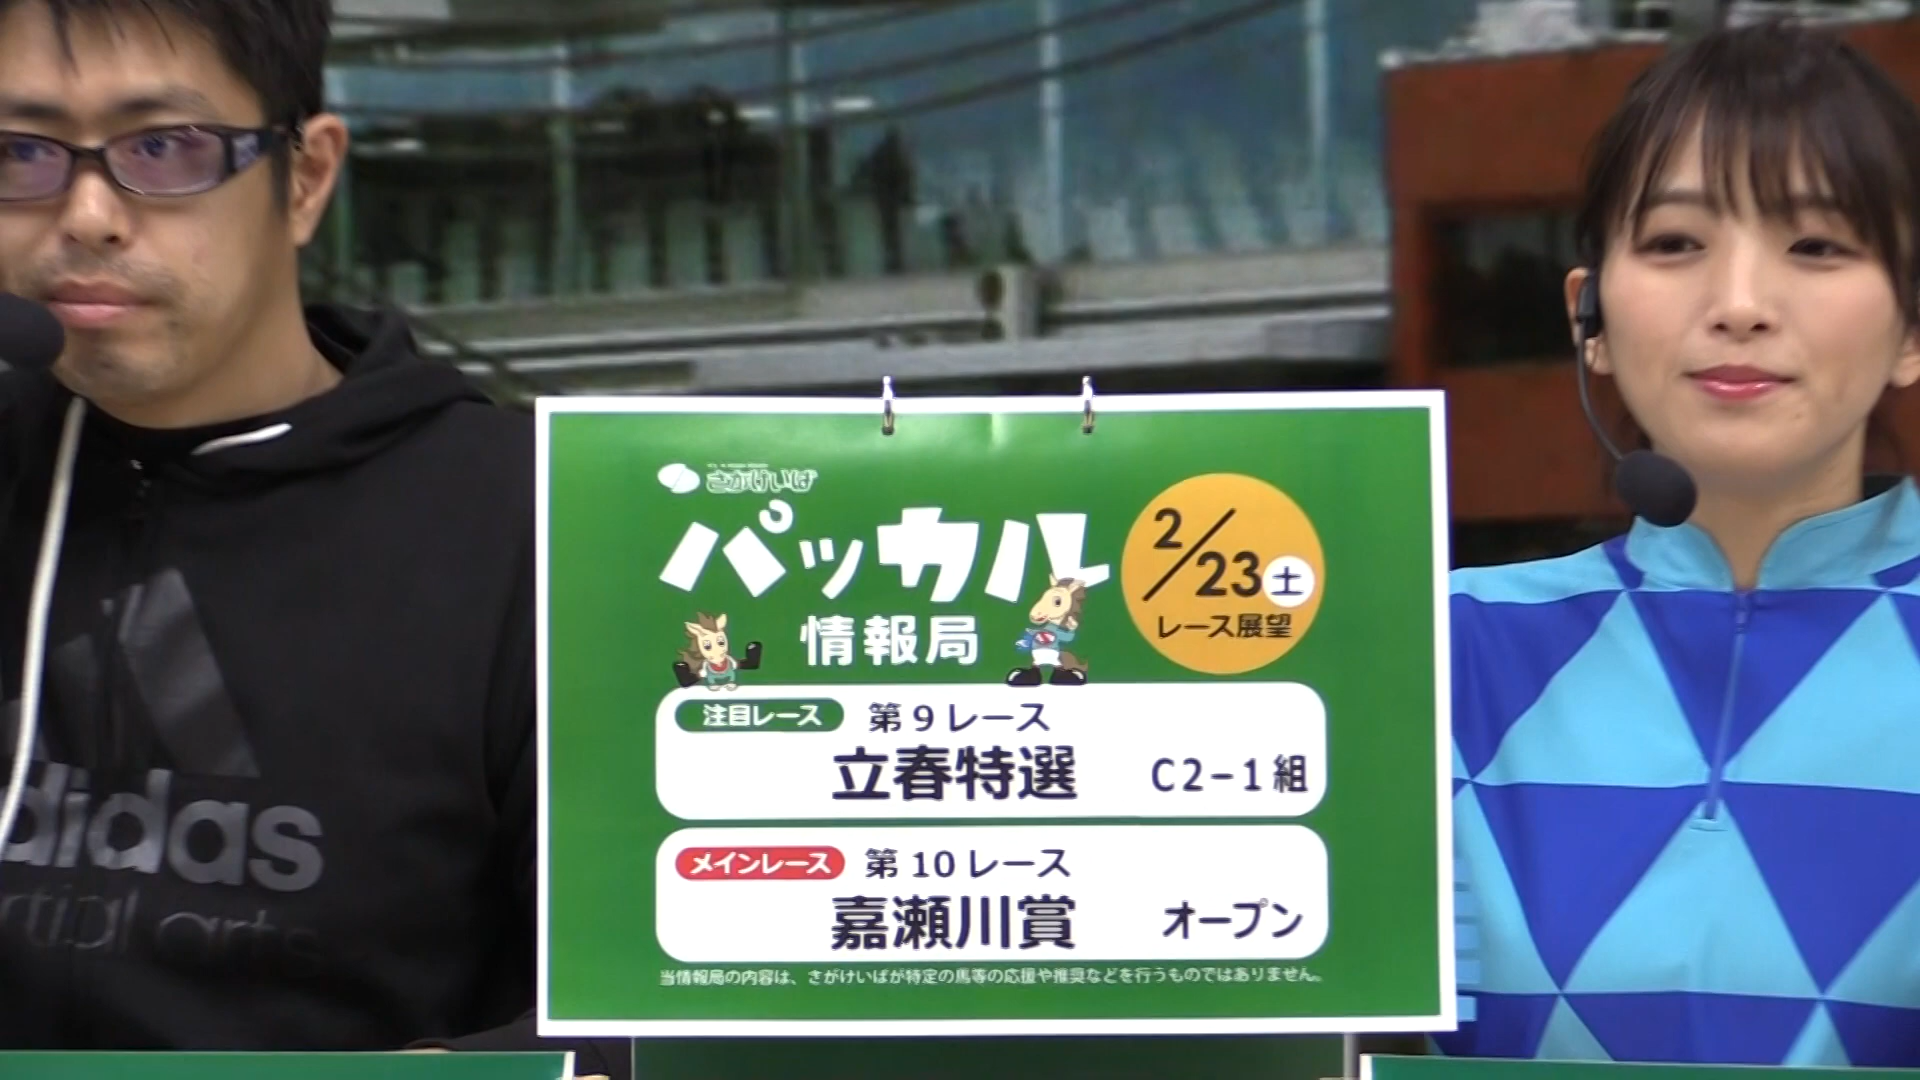 さがけいば
パッカル
情報局
2/23土
レース展望
注目レース 第9レース
立春特選 C2-1組
メインレース 第10レース
嘉瀬川賞 オープン
当情報局の内容は、さがけいばが特定の馬等の応援や推奨などを行うものではありません。
adidas